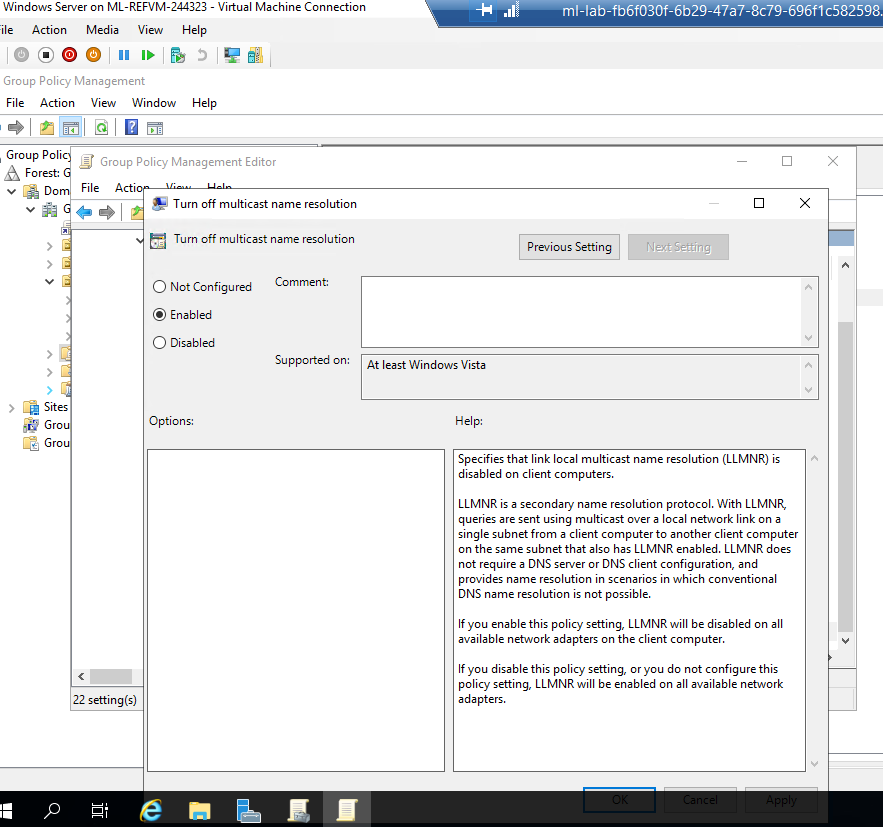 Windows Server on ML-REFVM-244323 - Virtual Machine Connection
ml-lab-fb6f030f-6b29-47a7-8c79-696f1c582598.
File Action Media View Help
Group Policy Management
File Action View Window Help
Group Policy
Forest: G
Dom
G
Sites
Grou
Grou
Group Policy Management Editor
File Action View Help
22 setting(s)
Turn off multicast name resolution
Turn off multicast name resolution
Previous Setting
Next Setting
Not Configured
Enabled
Disabled
Comment:
Supported on:
At least Windows Vista
Options:
Help:
Specifies that link local multicast name resolution (LLMNR) is
disabled on client computers.
LLMNR is a secondary name resolution protocol. With LLMNR,
queries are sent using multicast over a local network link on a
single subnet from a client computer to another client computer
on the same subnet that also has LLMNR enabled. LLMNR does
not require a DNS server or DNS client configuration, and
provides name resolution in scenarios in which conventional
DNS name resolution is not possible.
If you enable this policy setting, LLMNR will be disabled on all
available network adapters on the client computer.
If you disable this policy setting, or you do not configure this
policy setting, LLMNR will be enabled on all available network
adapters.
OK
Cancel
Apply